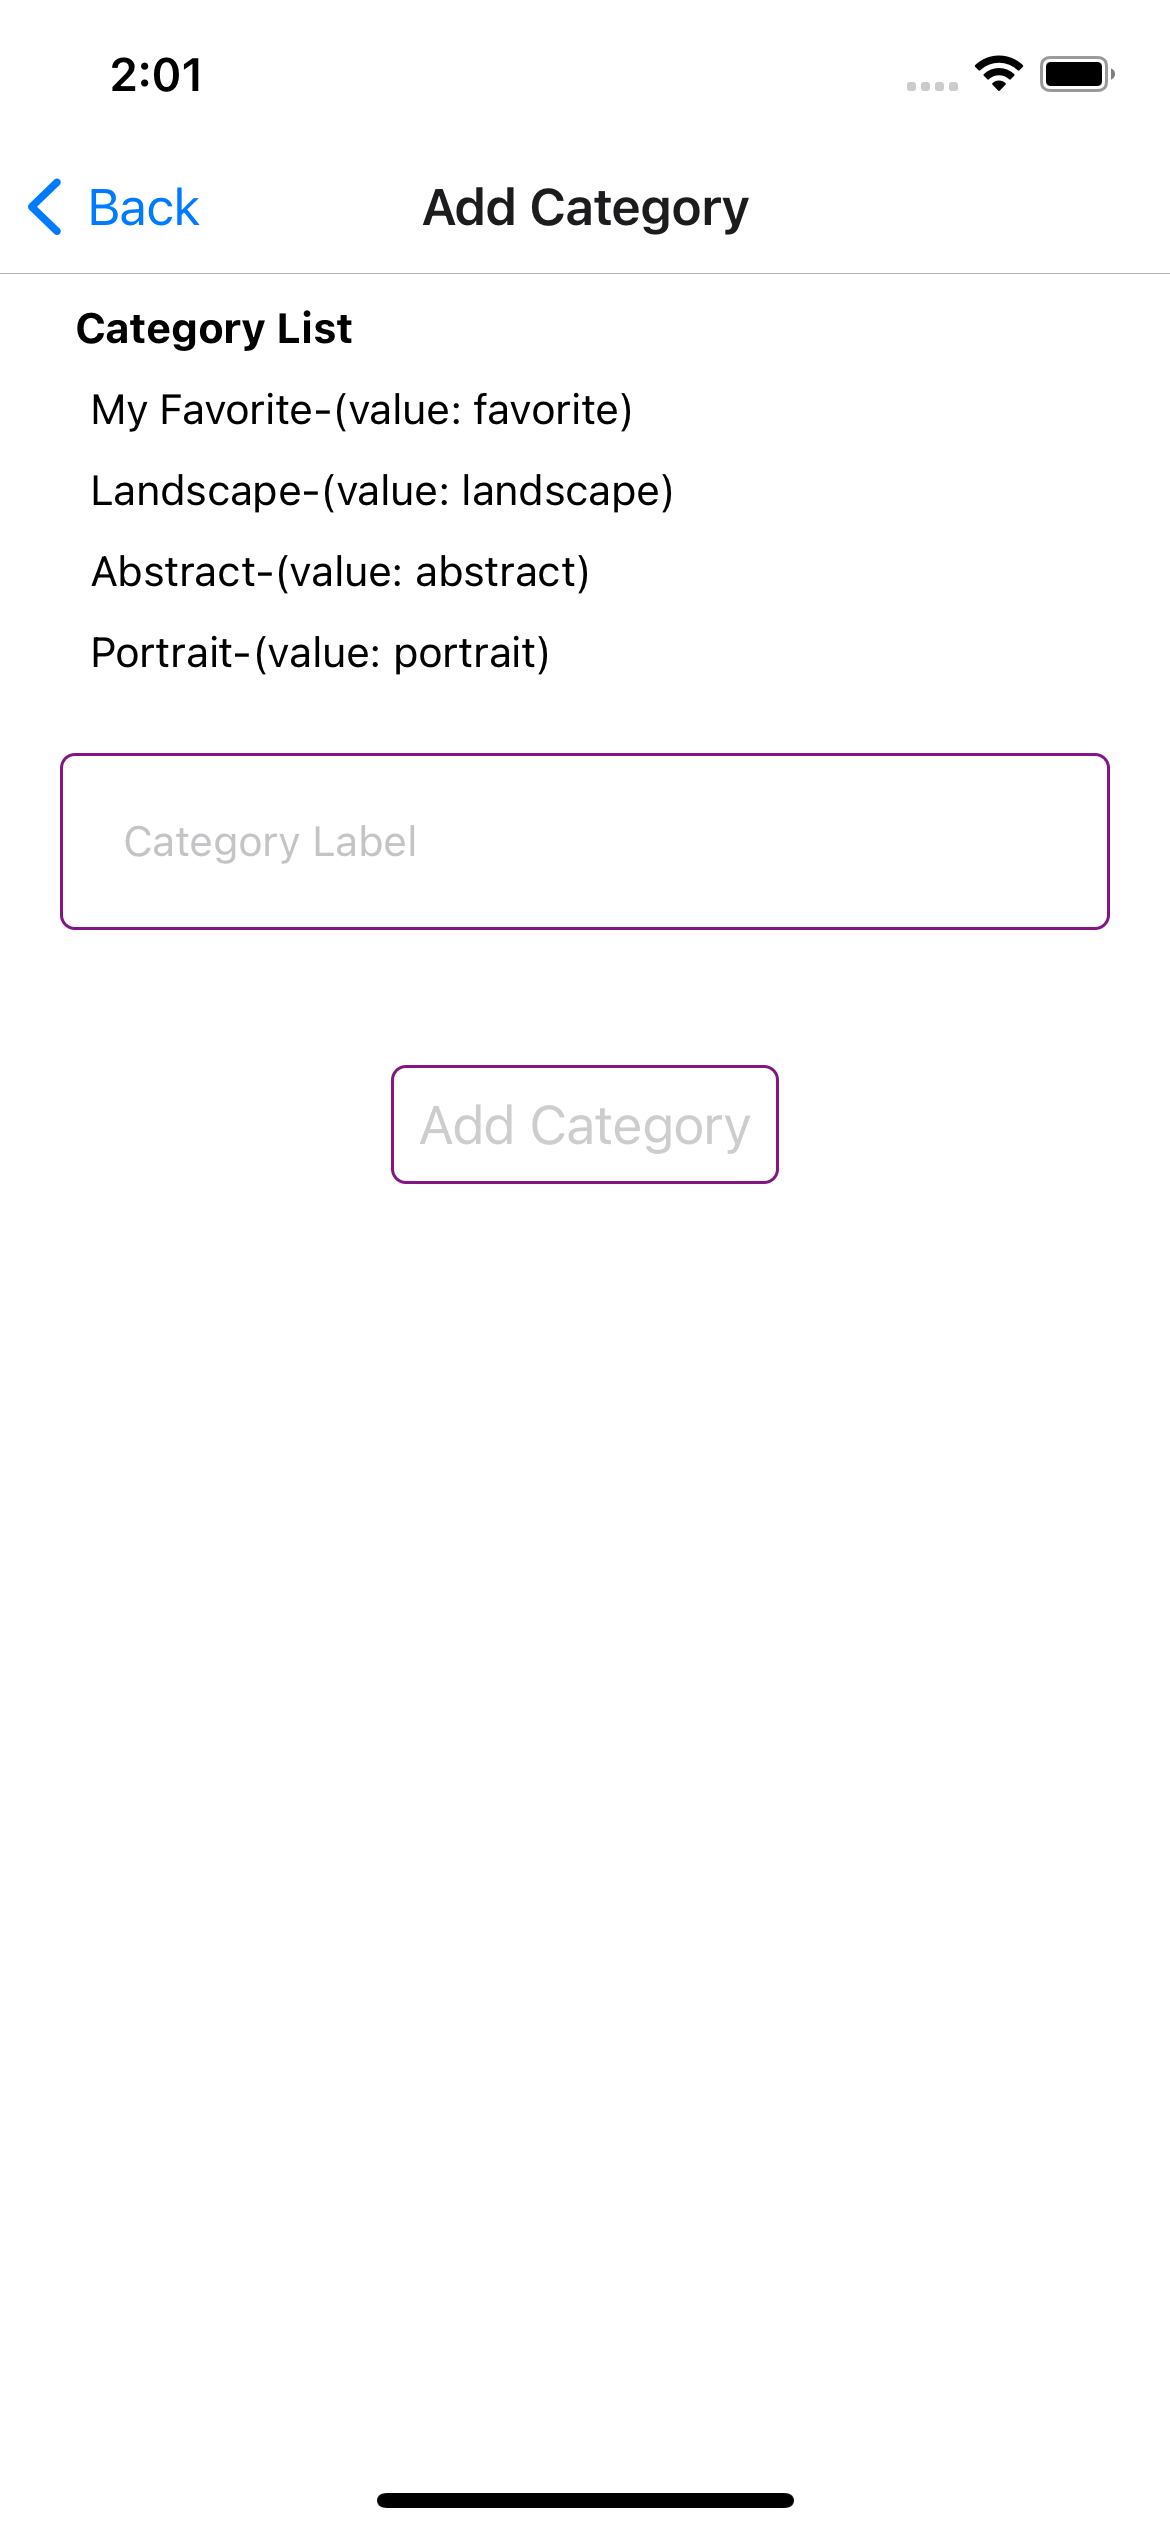 2:01
Back
Add Category
Category List
My Favorite-(value: favorite)
Landscape-(value: landscape)
Abstract-(value: abstract)
Portrait-(value: portrait)
Category Label
Add Category